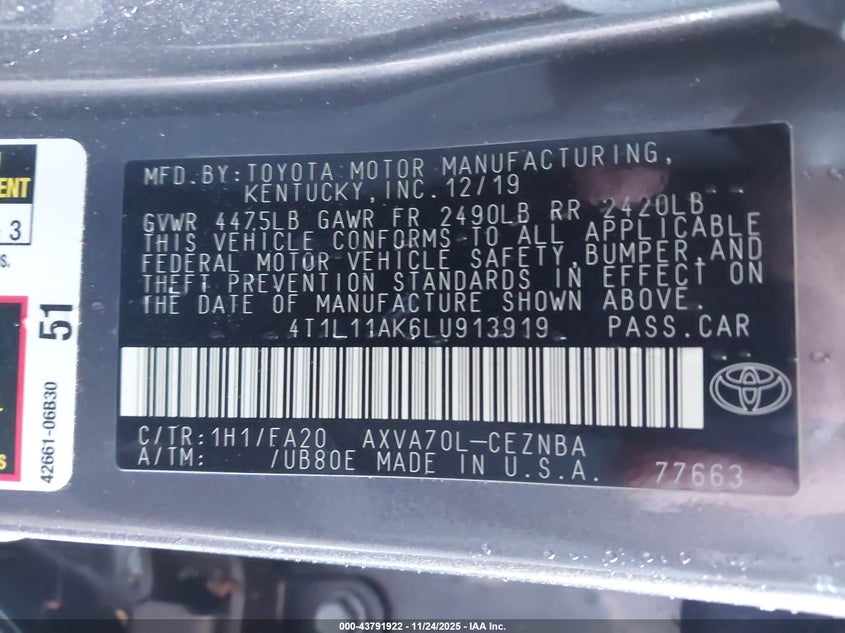 MFD.BY:TOYOTA MOTOR MANUFACTURING,
KENTUCKY,INC.12/19
GVWR 4475LB GAWR FR 2490LB RR 2420LB
THIS VEHICLE CONFORMS TO ALL APPLICABLE
FEDERAL MOTOR VEHICLE SAFETY,BUMPER,AND
THEFT PREVENTION STANDARDS IN EFFECT ON
THE DATE OF MANUFACTURE SHOWN ABOVE.
4T1L11AK6LU913919 PASS.CAR
C/TR:1H1/FA20 AXVA70L-CEZNBA
A/TM: /UB80E MADE IN U.S.A. 77663
3
51
42661-06B30
000-43791922 - 11/24/2025 - IAA Inc.